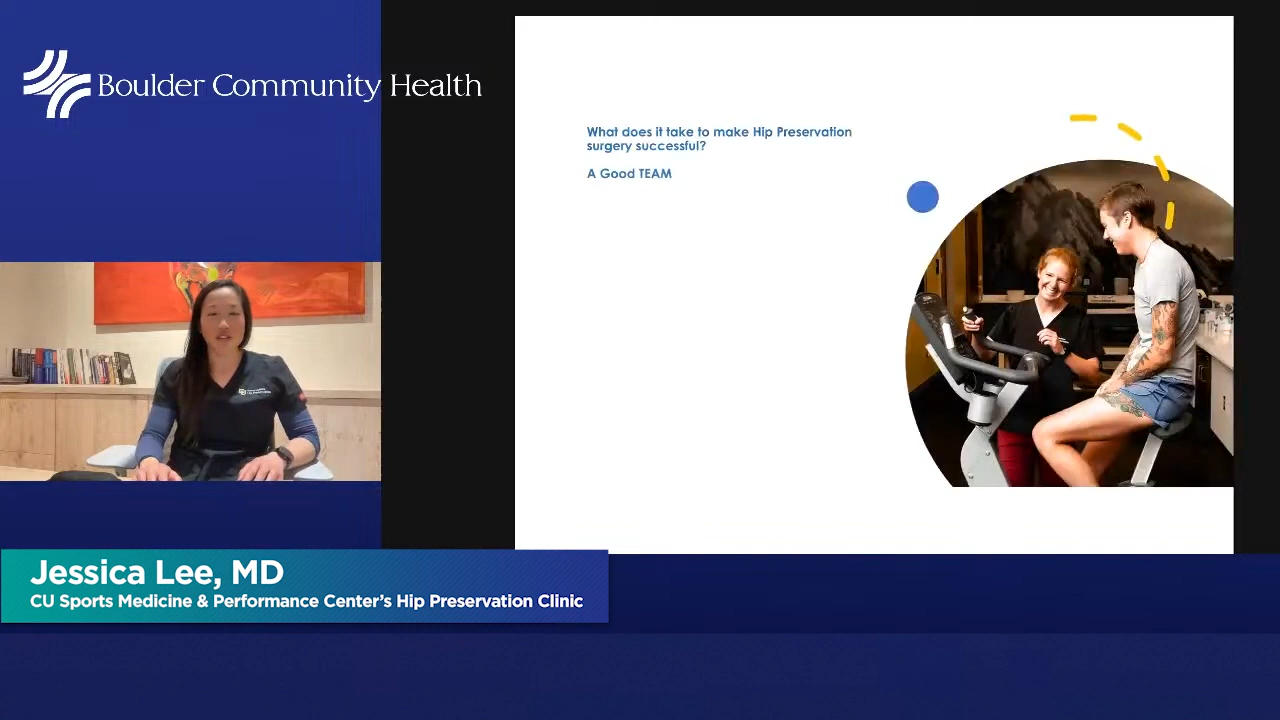 Boulder Community Health
What does it take to make Hip Preservation
surgery successful?
A Good TEAM
Jessica Lee, MD
CU Sports Medicine & Performance Center's Hip Preservation Clinic